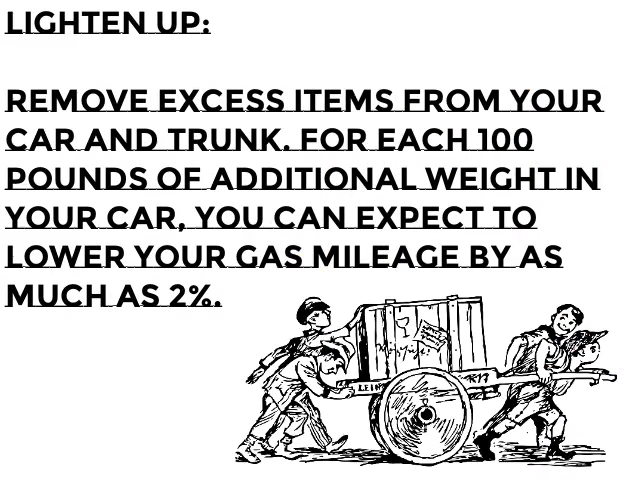 LIGHTEN UP:
REMOVE EXCESS ITEMS FROM YOUR
CAR AND TRUNK. FOR EACH 100
POUNDS OF ADDITIONAL WEIGHT IN
YOUR CAR, YOU CAN EXPECT TO
LOWER YOUR GAS MILEAGE BY AS
MUCH AS 2%.